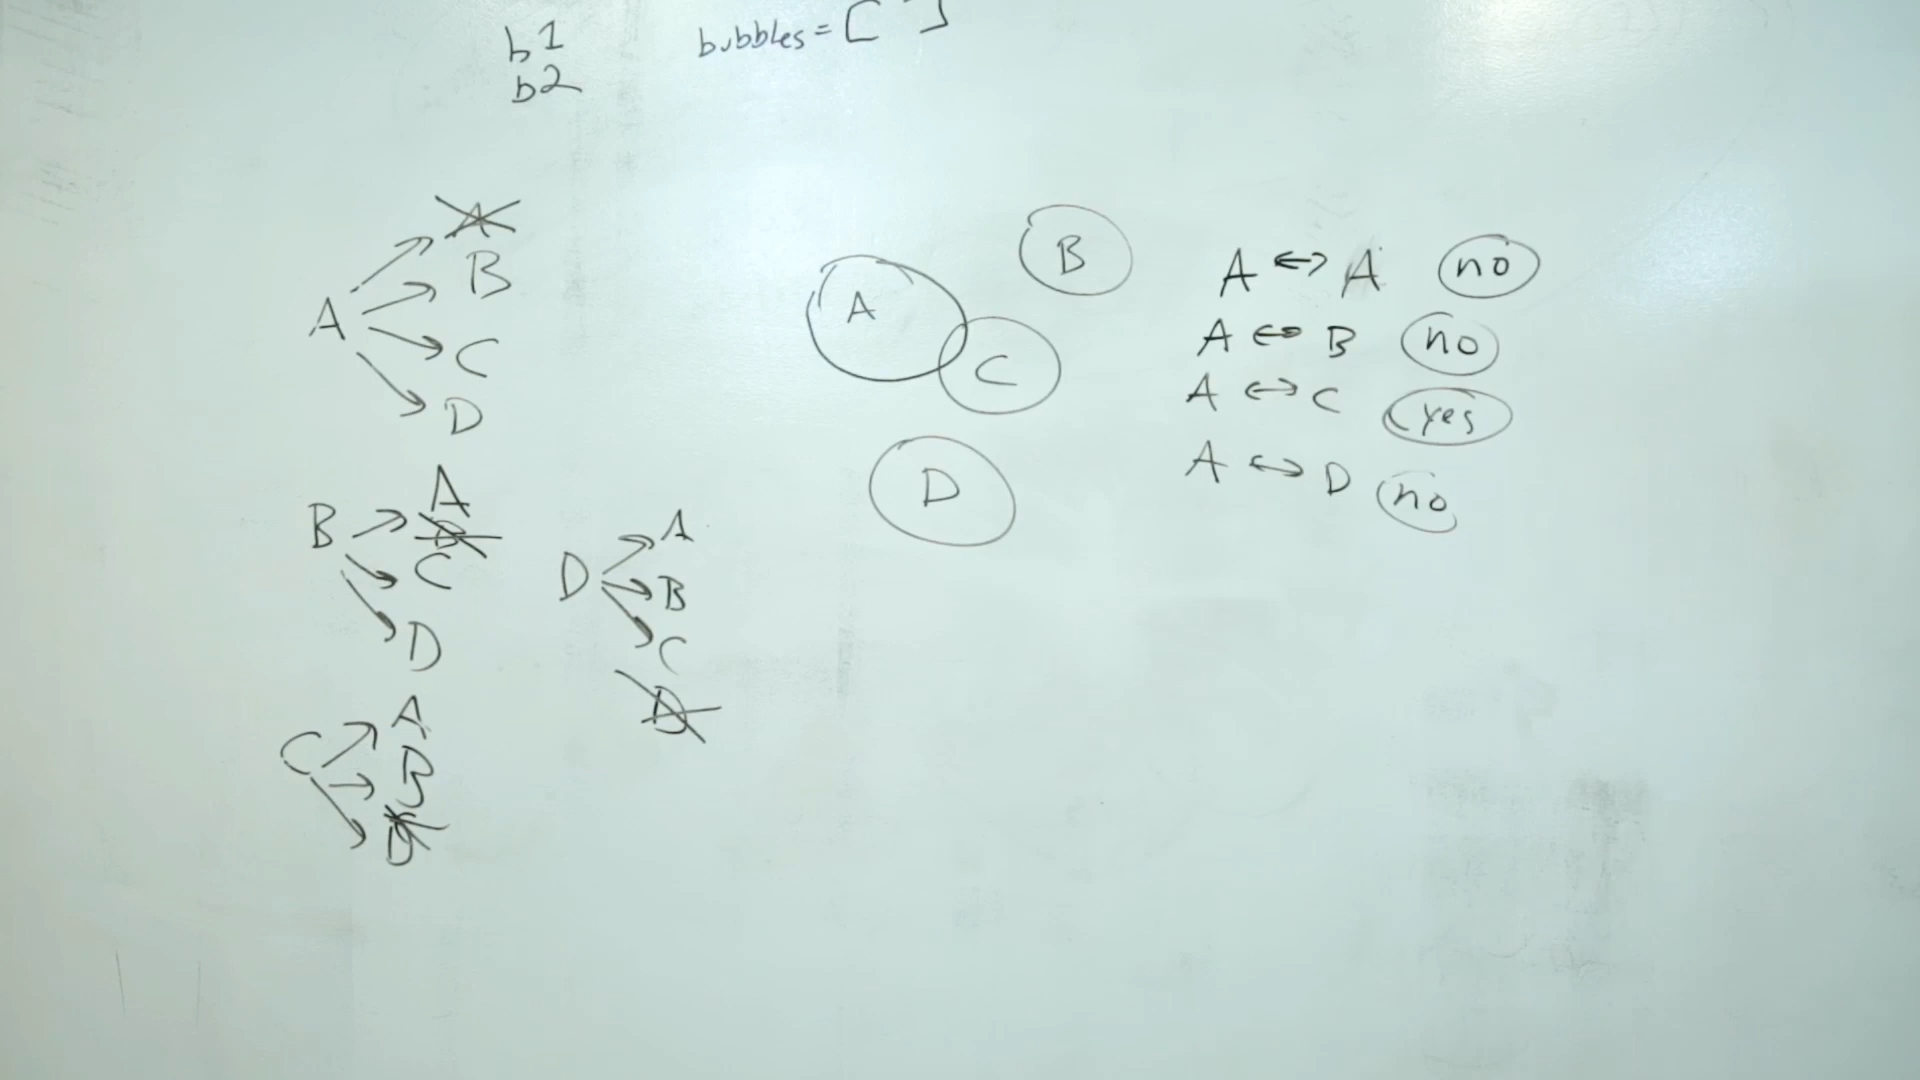 b1
b2
bubbles = [ ]
A
A
B
C
D
B
A
B
C
D
C
A
B
D
D
A
B
C
D
A
B
C
D
A ↔ A no
A ↔ B no
A ↔ C yes
A ↔ D no